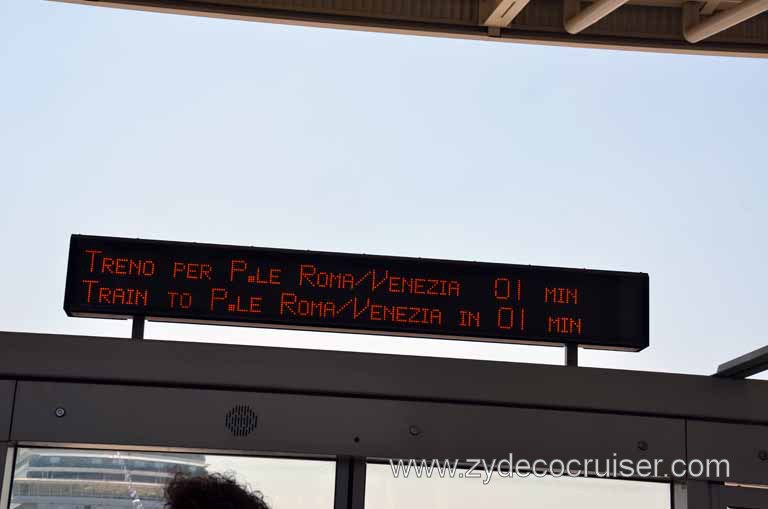 Treno per P.le Roma/Venezia 01 min
Train to P.le Roma/Venezia in 01 min
www.zydecocruiser.com